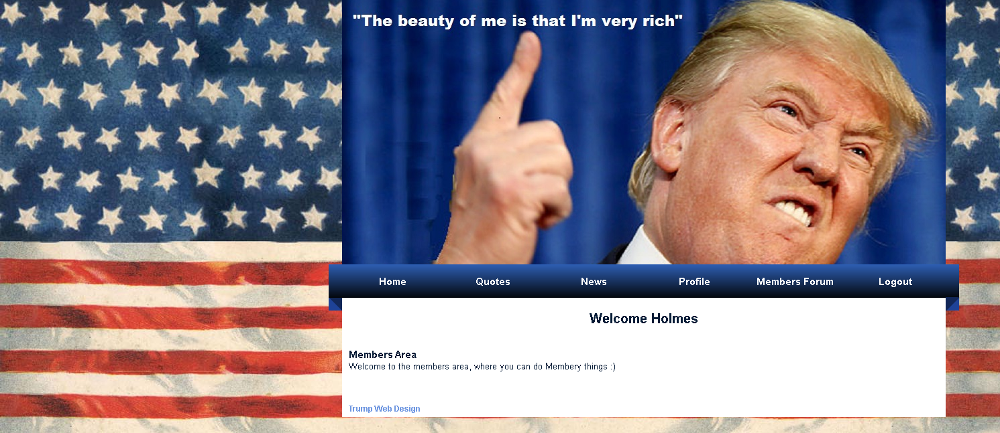 "The beauty of me is that I'm very rich"
Home Quotes News Profile Members Forum Logout
Welcome Holmes
Members Area
Welcome to the members area, where you can do Membery things :)
Trump Web Design